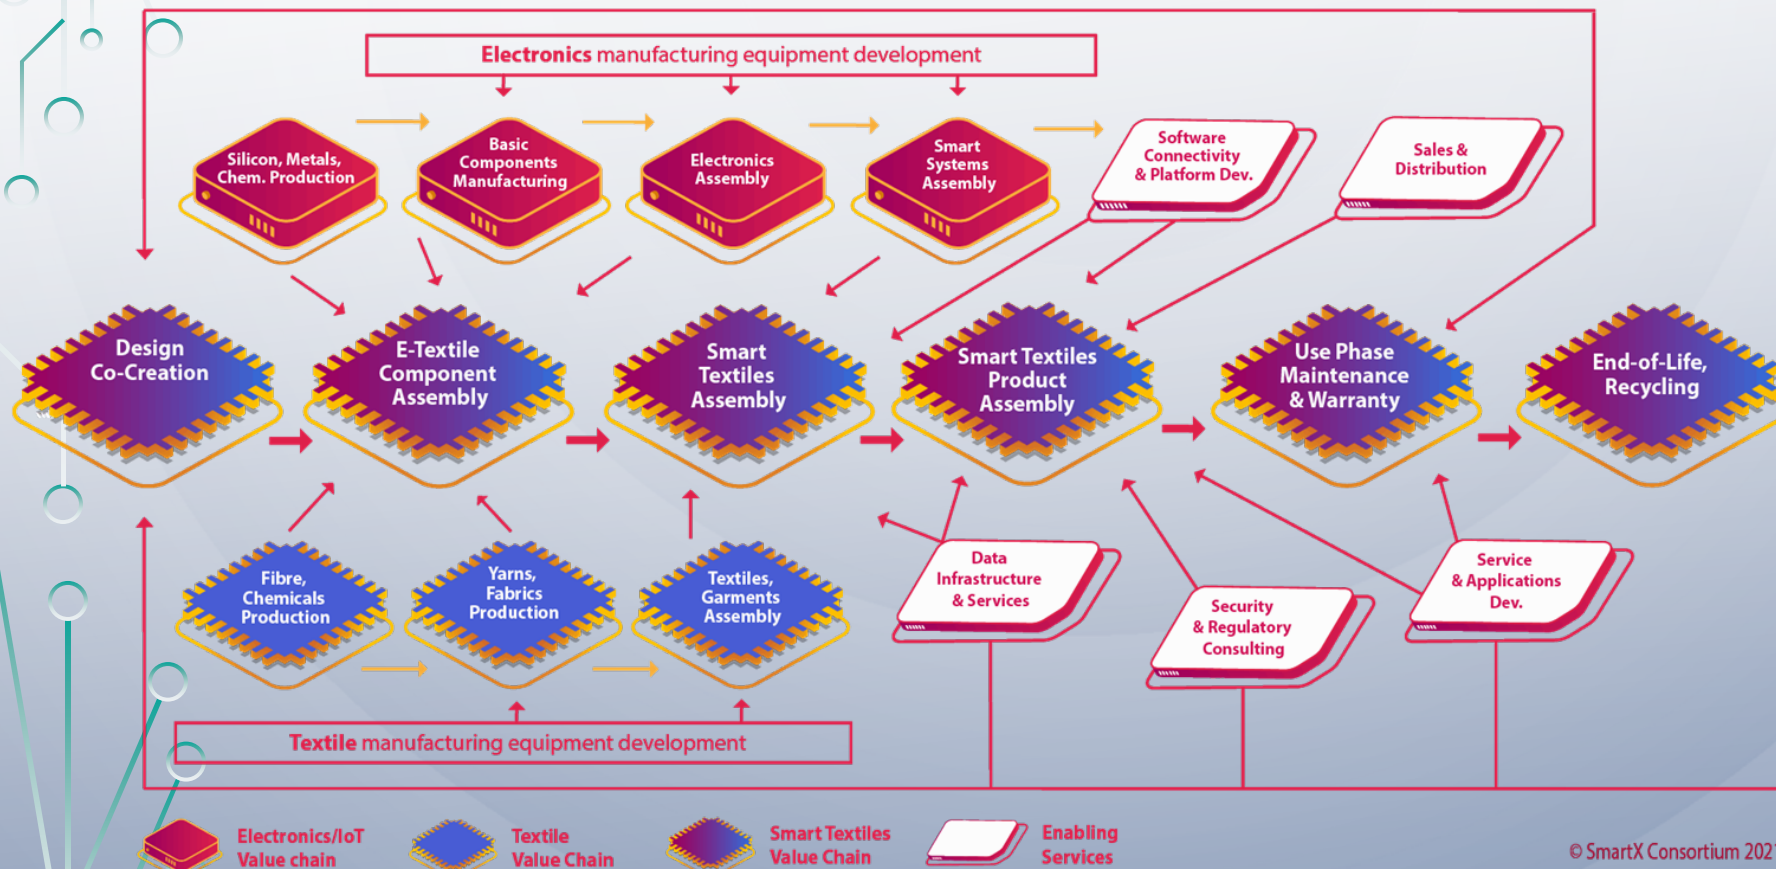 Electronics manufacturing equipment development
Silicon, Metals,
Chem. Production
Basic
Components
Manufacturing
Electronics
Assembly
Smart
Systems
Assembly
Software
Connectivity
& Platform Dev.
Sales &
Distribution
Design
Co-Creation
E-Textile
Component
Assembly
Smart
Textiles
Assembly
Smart Textiles
Product
Assembly
Use Phase
Maintenance
& Warranty
End-of-Life,
Recycling
Fibre,
Chemicals
Production
Yarns,
Fabrics
Production
Textiles,
Garments
Assembly
Data
Infrastructure
& Services
Security
& Regulatory
Consulting
Service
& Applications
Dev.
Textile manufacturing equipment development
Electronics/IoT
Value chain
Textile
Value Chain
Smart Textiles
Value Chain
Enabling
Services
© SmartX Consortium 2021